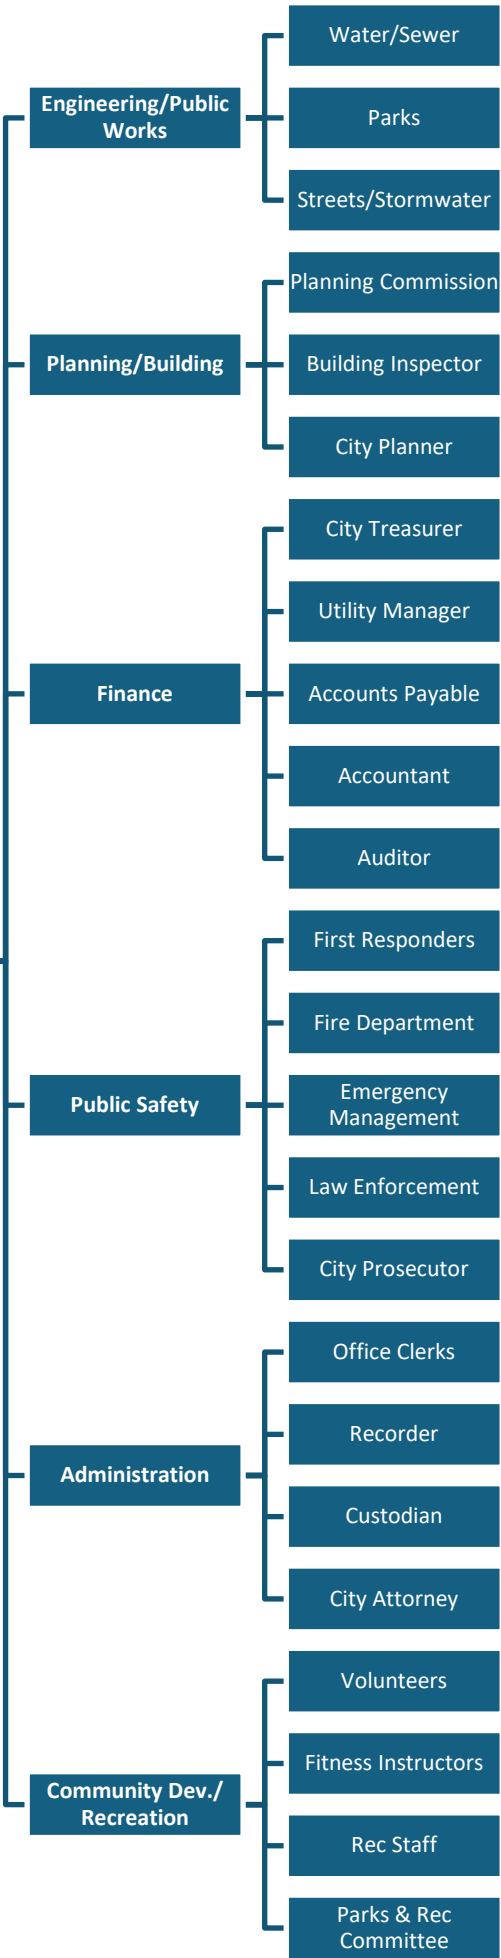 Water/Sewer
Engineering/Public
Works
Parks
Streets/Stormwater
Planning Commission
Planning/Building
Building Inspector
City Planner
City Treasurer
Utility Manager
Finance
Accounts Payable
Accountant
Auditor
First Responders
Fire Department
Public Safety
Emergency
Management
Law Enforcement
City Prosecutor
Office Clerks
Recorder
Administration
Custodian
City Attorney
Volunteers
Fitness Instructors
Community Dev./
Recreation
Rec Staff
Parks & Rec
Committee